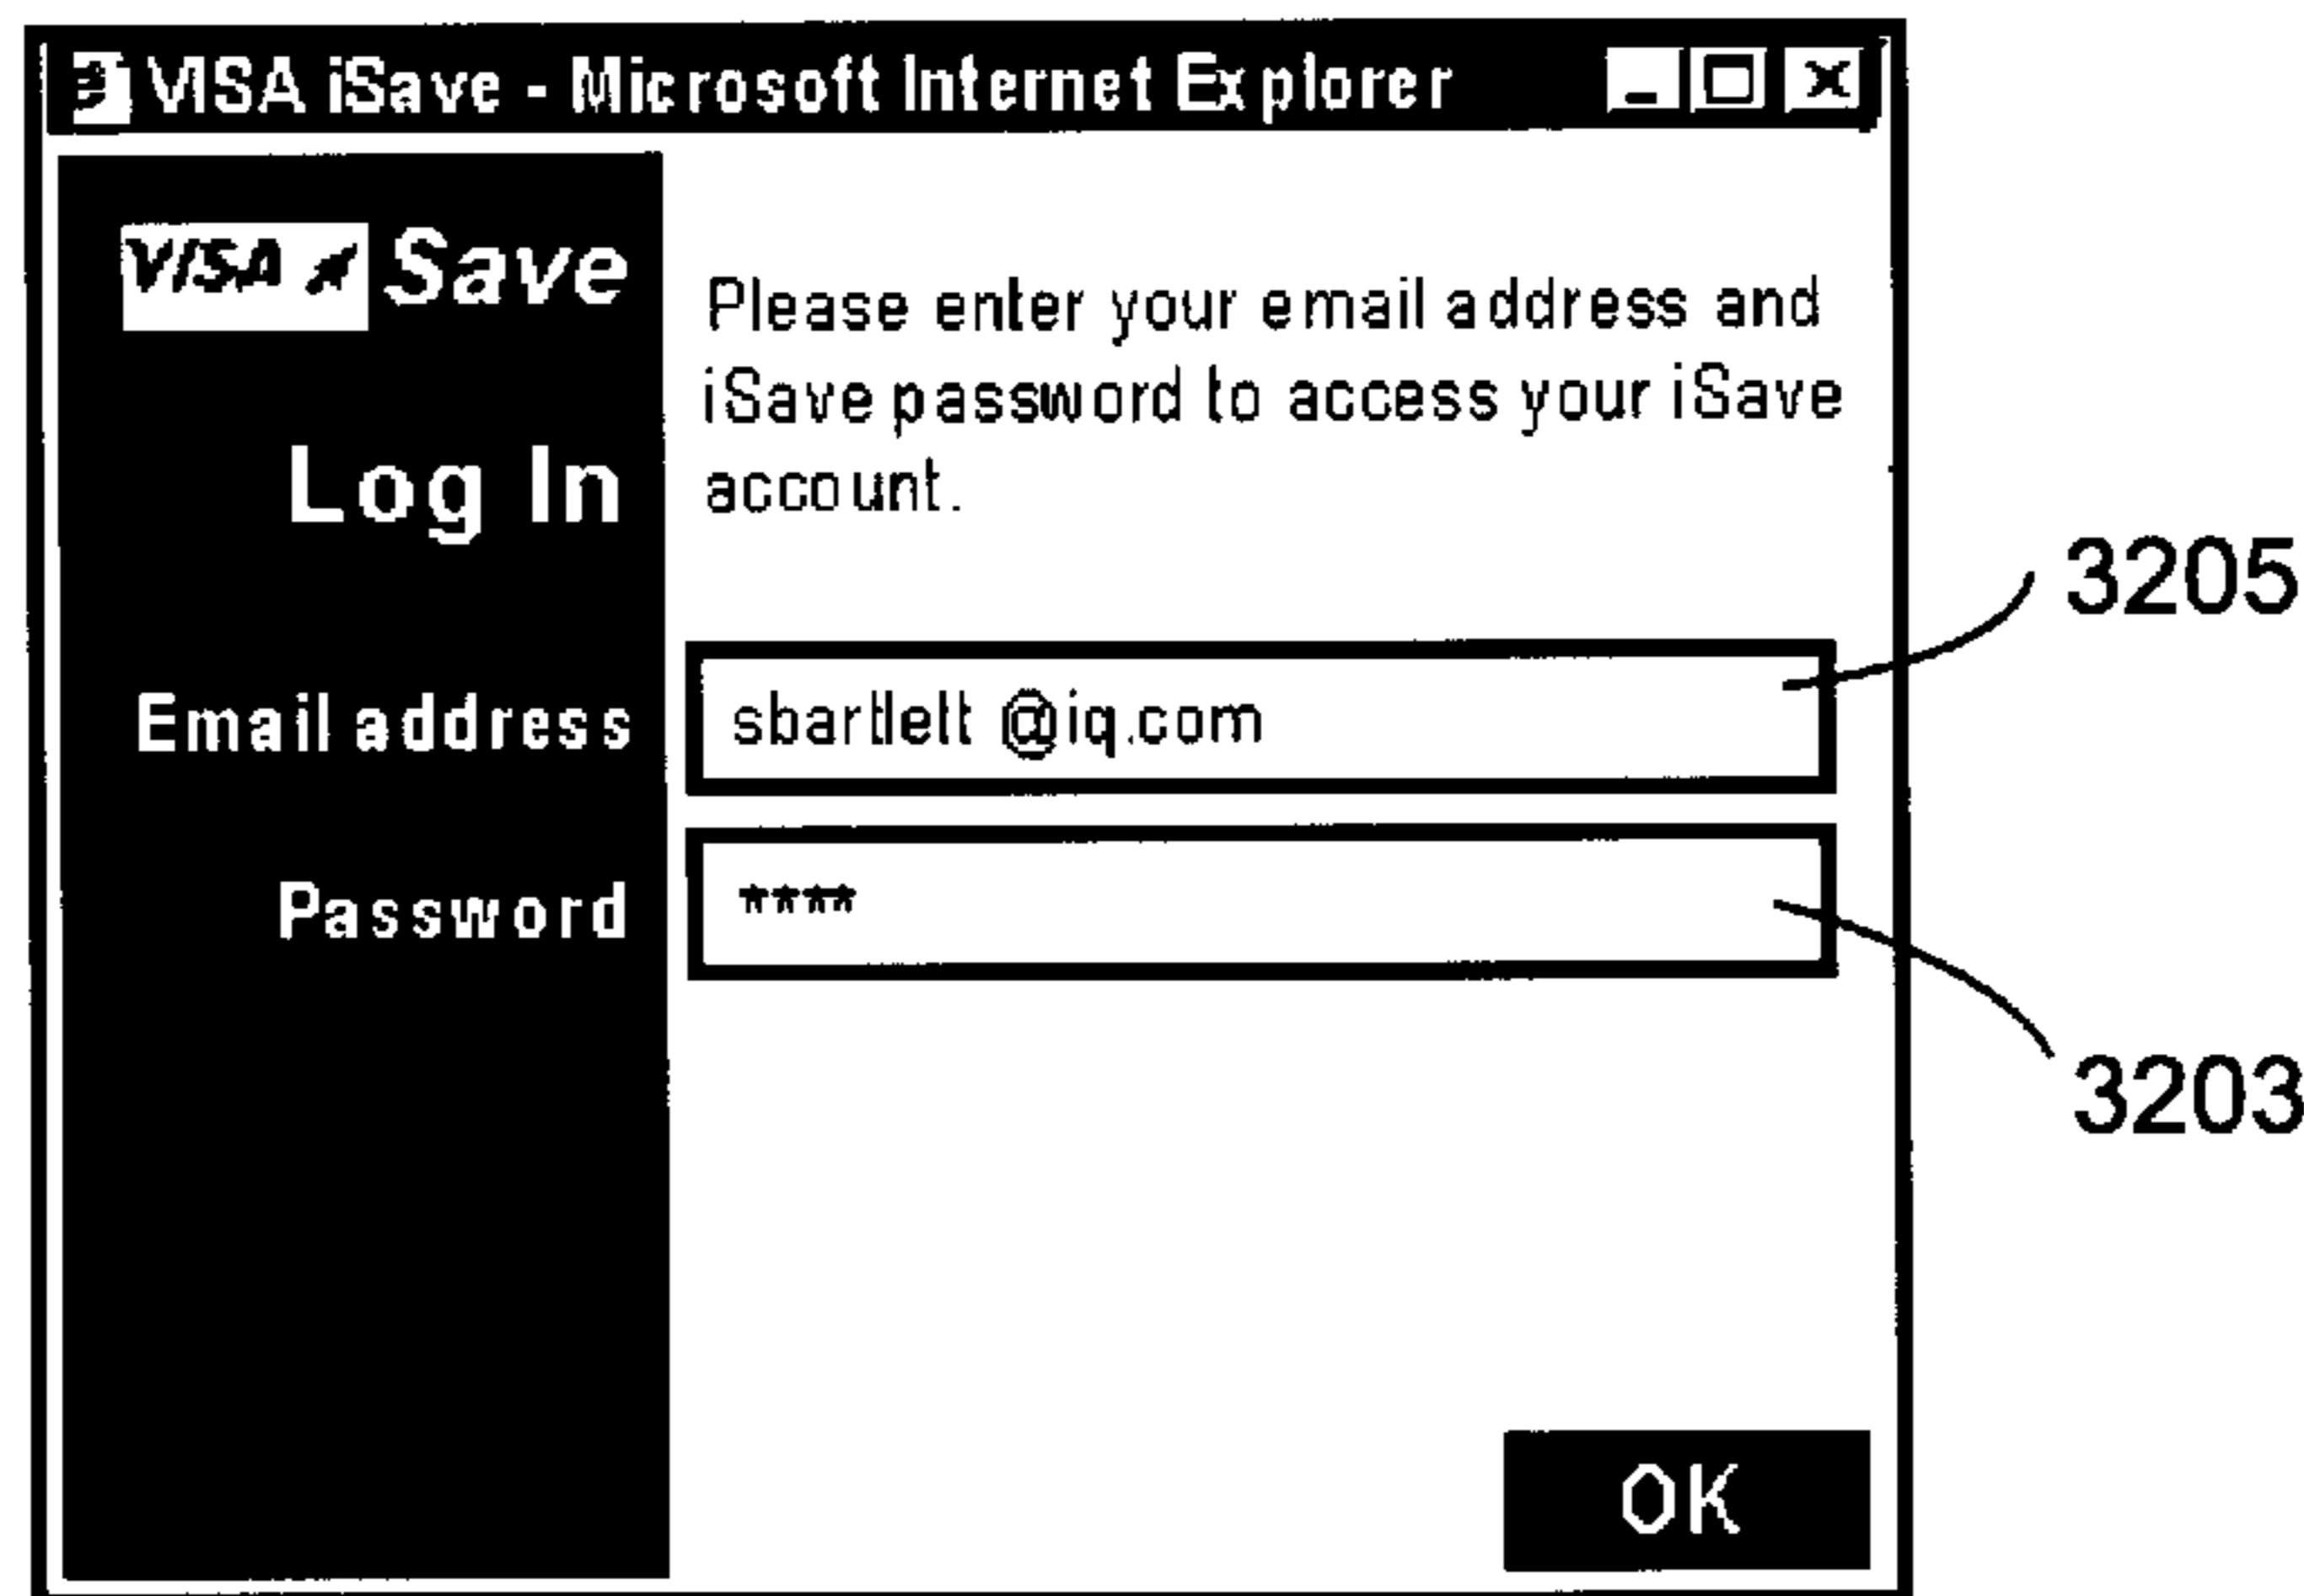 VISA iSave - Microsoft Internet Explorer
VISA iSave
Log In
Please enter your email address and
iSave password to access your iSave
account.
3205
Email address
sbartlett @iq.com
Password
****
3203
OK